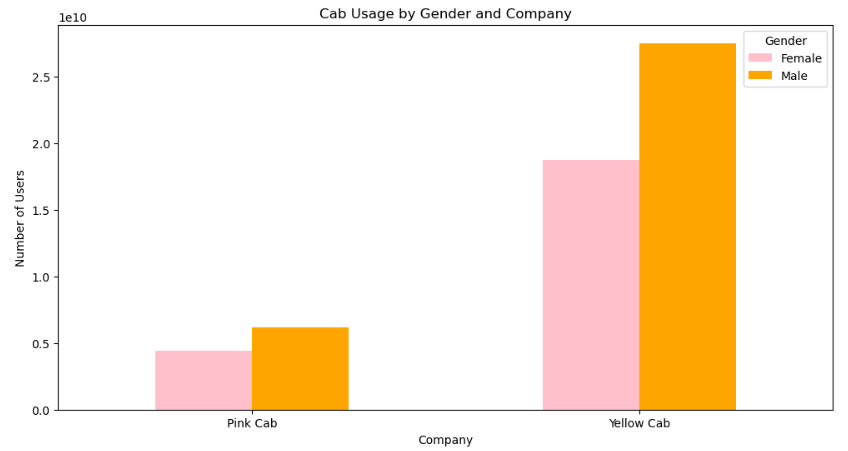 Cab Usage by Gender and Company
1e10
Gender
Female
Male
2.5
2.0
1.5
1.0
0.5
0.0
Number of Users
Pink Cab
Yellow Cab
Company